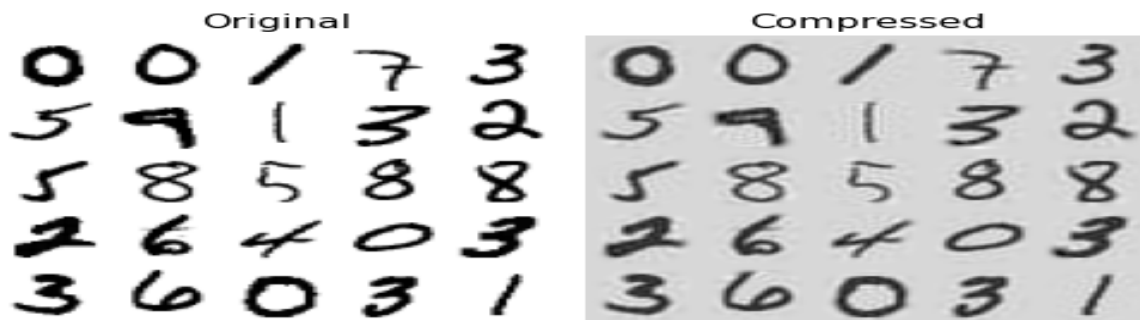 Original Compressed
0 0 1 7 3 0 0 1 7 3
5 9 1 3 2 5 9 1 3 2
5 8 5 8 8 5 8 5 8 8
2 6 4 0 3 2 6 4 0 3
3 6 0 3 1 3 6 0 3 1